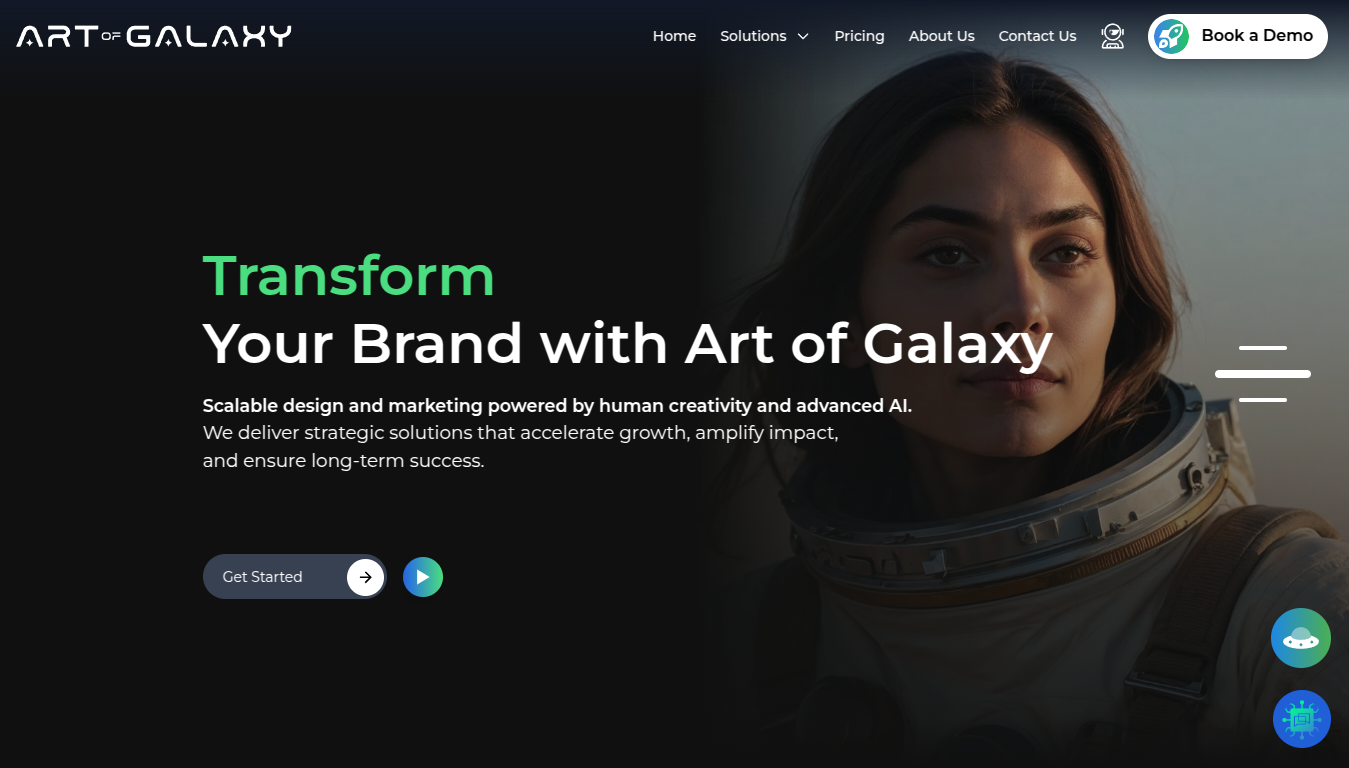 ART OF GALAXY
Home Solutions Pricing About Us Contact Us Book a Demo
Transform
Your Brand with Art of Galaxy
Scalable design and marketing powered by human creativity and advanced AI.
We deliver strategic solutions that accelerate growth, amplify impact,
and ensure long-term success.
Get Started